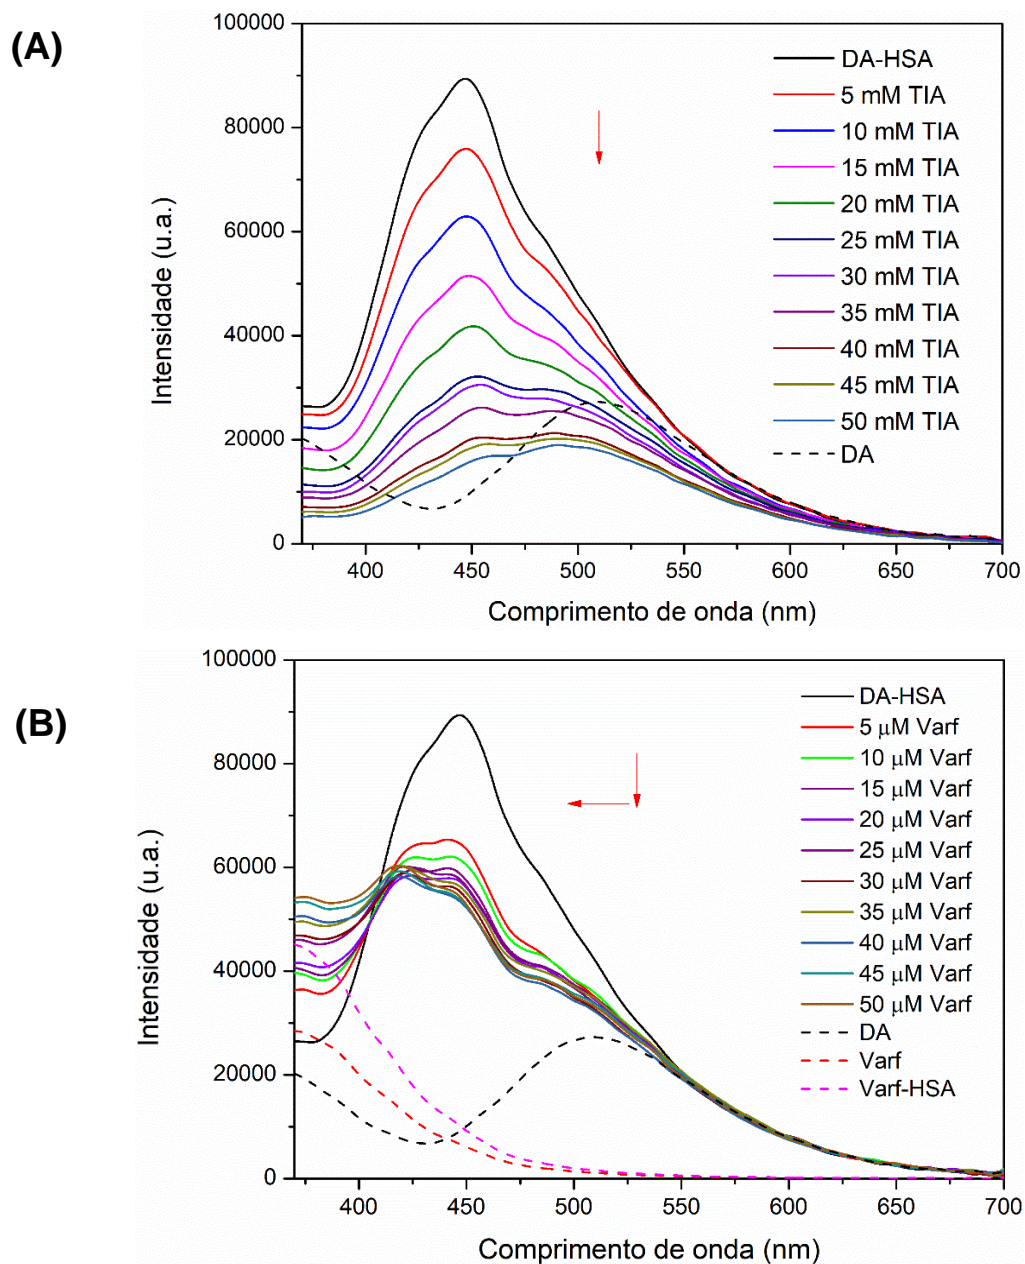 (A)
100000
80000
60000
40000
20000
0
Intensidade (u.a.)
400
450
500
550
600
650
700
Comprimento de onda (nm)
DA-HSA
5 mM TIA
10 mM TIA
15 mM TIA
20 mM TIA
25 mM TIA
30 mM TIA
35 mM TIA
40 mM TIA
45 mM TIA
50 mM TIA
DA
(B)
100000
80000
60000
40000
20000
0
Intensidade (u.a.)
400
450
500
550
600
650
700
Comprimento de onda (nm)
DA-HSA
5 μM Varf
10 μM Varf
15 μM Varf
20 μM Varf
25 μM Varf
30 μM Varf
35 μM Varf
40 μM Varf
45 μM Varf
50 μM Varf
DA
Varf
Varf-HSA